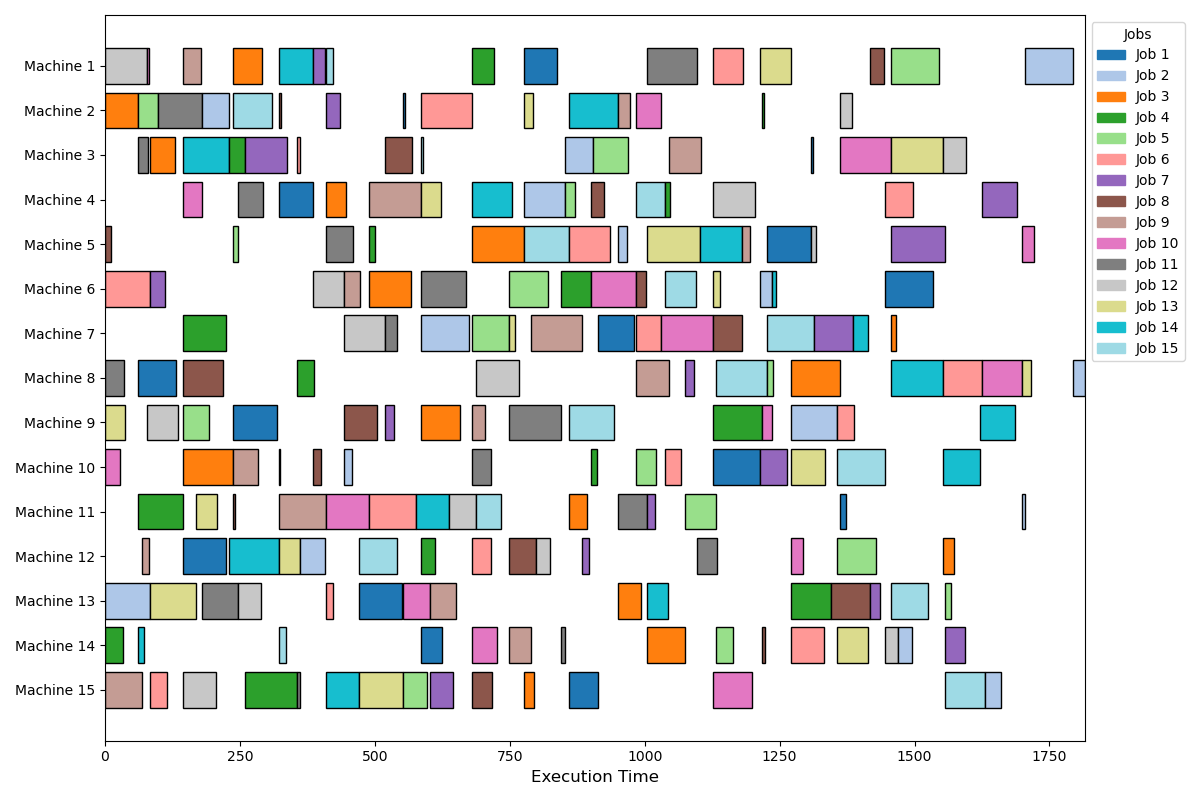 Machine 1
Machine 2
Machine 3
Machine 4
Machine 5
Machine 6
Machine 7
Machine 8
Machine 9
Machine 10
Machine 11
Machine 12
Machine 13
Machine 14
Machine 15
0 250 500 750 1000 1250 1500 1750
Execution Time
Jobs
Job 1
Job 2
Job 3
Job 4
Job 5
Job 6
Job 7
Job 8
Job 9
Job 10
Job 11
Job 12
Job 13
Job 14
Job 15